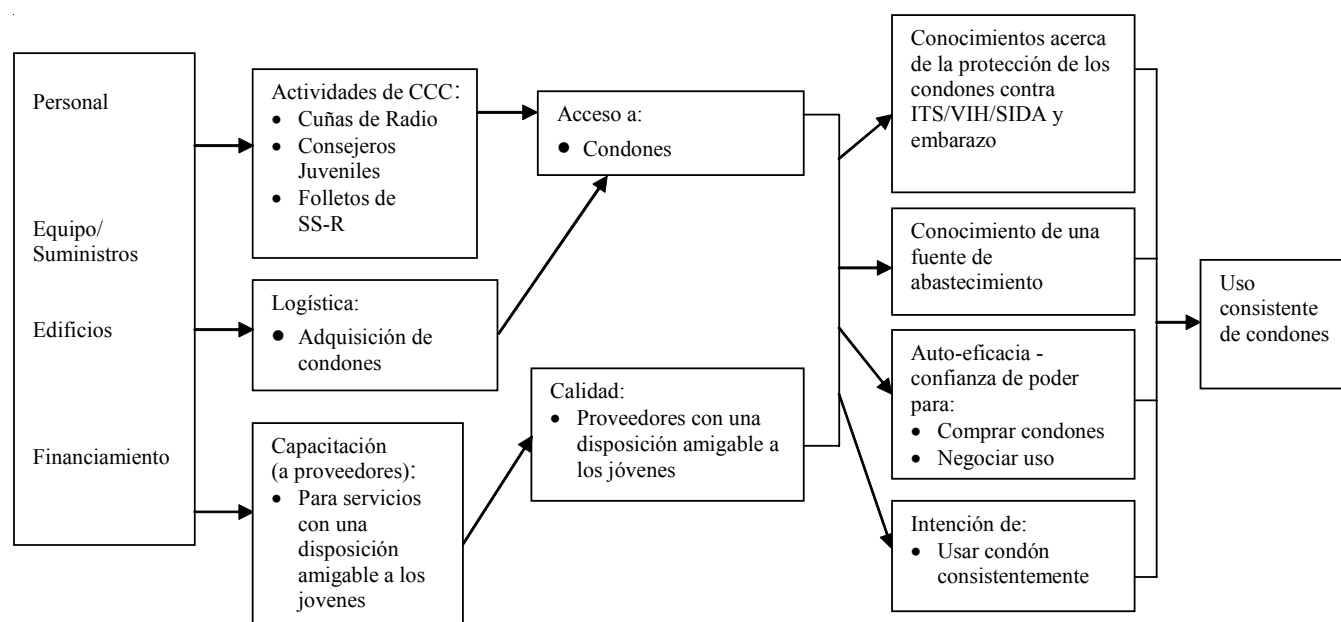 Personal
Equipo/
Suministros
Edificios
Financiamiento
Actividades de CCC:
• Cuñas de Radio
• Consejeros
Juveniles
• Folletos de
SS-R
Logística:
• Adquisición de
condones
Capacitación
(a proveedores):
• Para servicios
con una
disposición
amigable a los
jovenes
Acceso a:
• Condones
Calidad:
• Proveedores con una
disposición amigable a
los jóvenes
Conocimientos acerca
de la protección de los
condones contra
ITS/VIH/SIDA y
embarazo
Conocimiento de una
fuente de
abastecimiento
Auto-eficacia -
confianza de poder
para:
• Comprar condones
• Negociar uso
Intención de:
• Usar condón
consistentemente
Uso
consistente
de condones